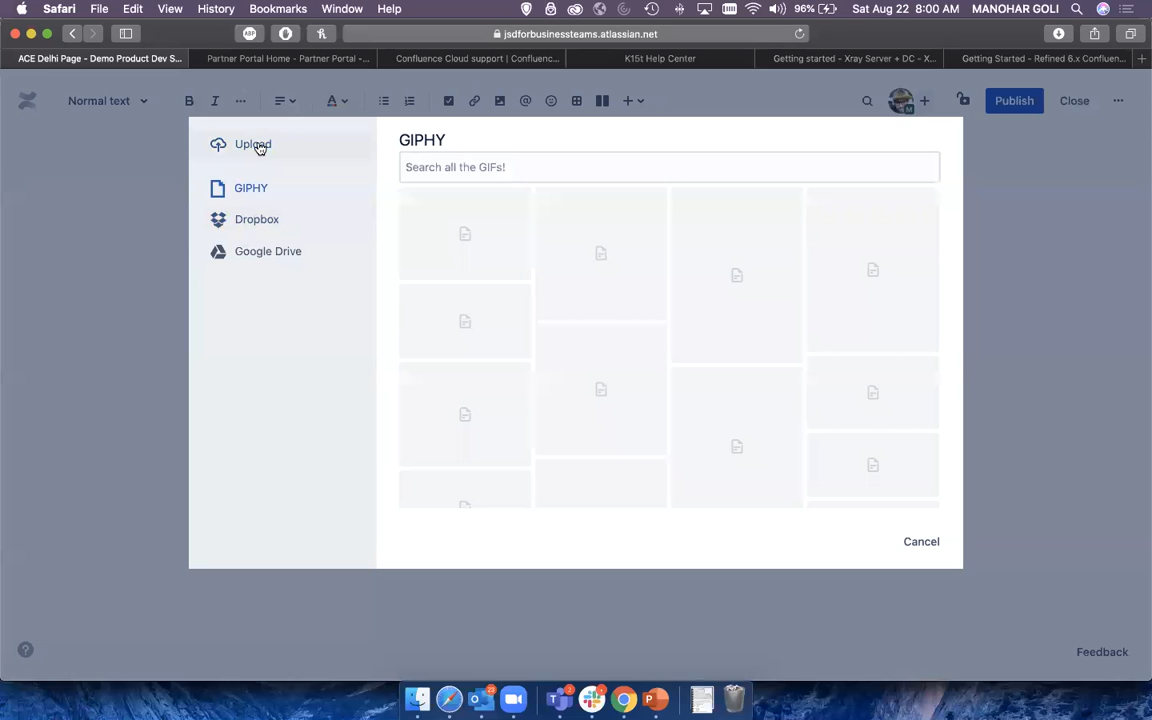 Safari File Edit View History Bookmarks Window Help 96% Sat Aug 22 8:00 AM MANOHAR GOLI
ABP jsdforbusinessteams.atlassian.net
ACE Delhi Page - Demo Product Dev S... Partner Portal Home - Partner Portal -... Confluence Cloud support | Confluenc... K15t Help Center Getting started - Xray Server + DC - X... Getting Started - Refined 6.x Confluen...
Normal text B I ... A Publish Close ...
Upload
GIPHY
Dropbox
Google Drive
GIPHY
Search all the GIFs!
Cancel
Feedback